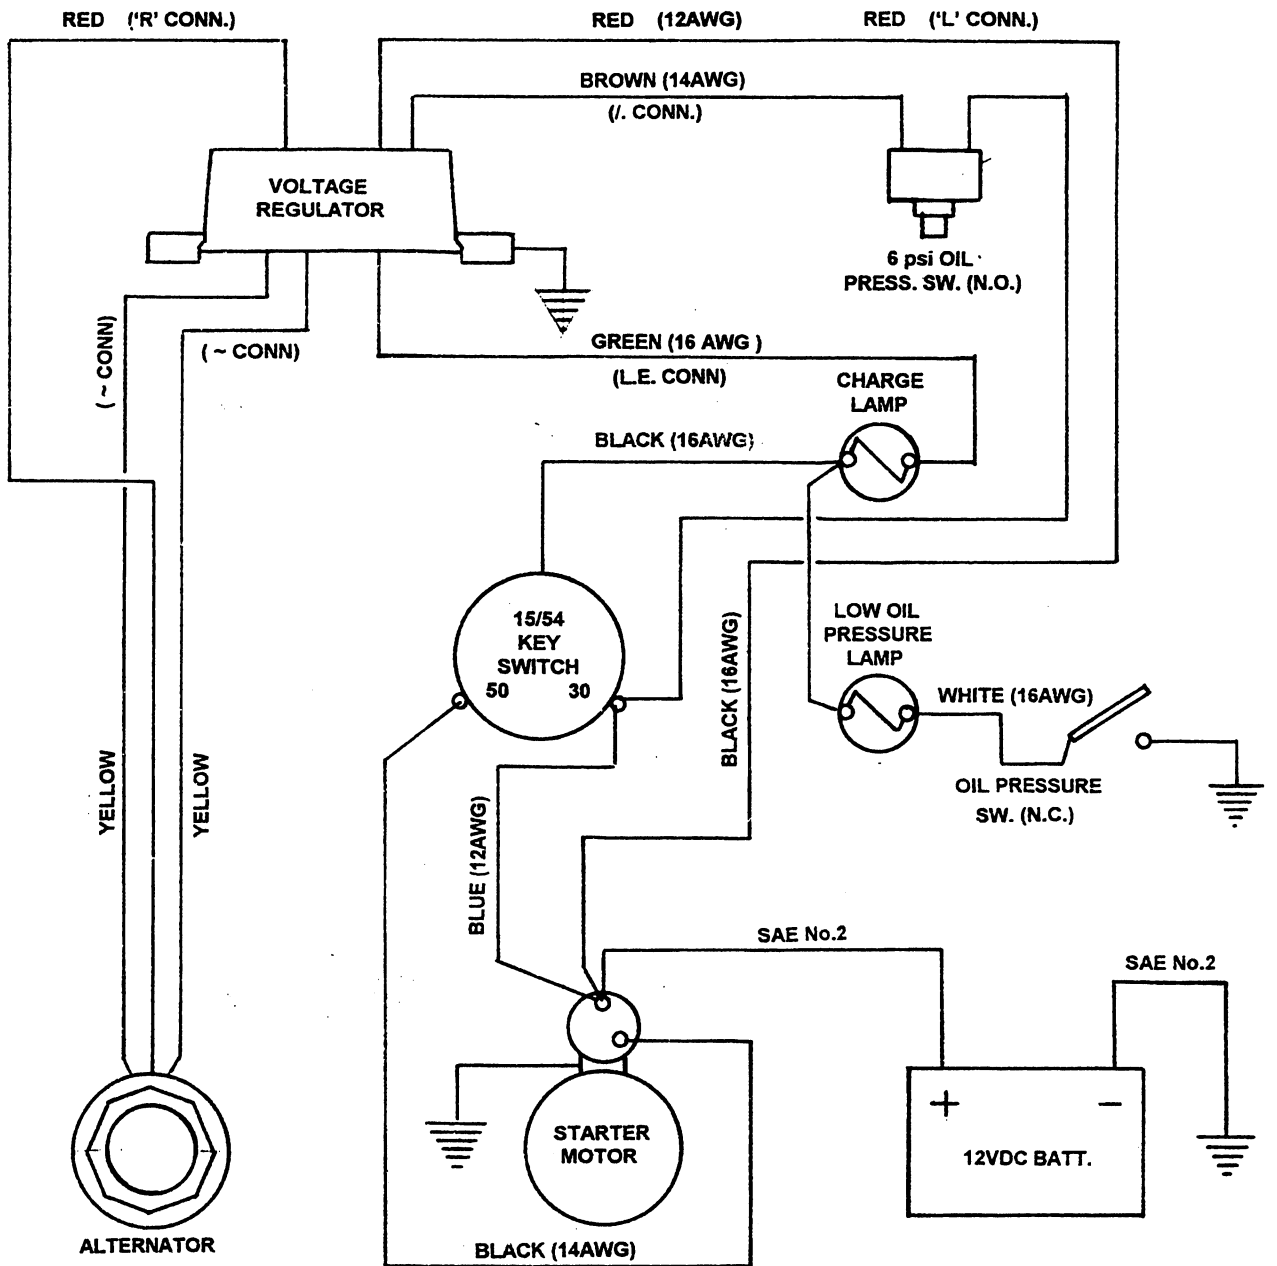 RED ('R' CONN.)
RED (12AWG)
RED ('L' CONN.)
BROWN (14AWG)
(/. CONN.)
VOLTAGE
REGULATOR
6 psi OIL
PRESS. SW. (N.O.)
(~ CONN)
(~ CONN)
GREEN (16 AWG )
(L.E. CONN)
CHARGE
LAMP
BLACK (16AWG)
15/54
KEY
SWITCH
50 30
BLACK (16AWG)
LOW OIL
PRESSURE
LAMP
WHITE (16AWG)
OIL PRESSURE
SW. (N.C.)
YELLOW
YELLOW
BLUE (12AWG)
SAE No.2
SAE No.2
+ −
12VDC BATT.
STARTER
MOTOR
ALTERNATOR
BLACK (14AWG)